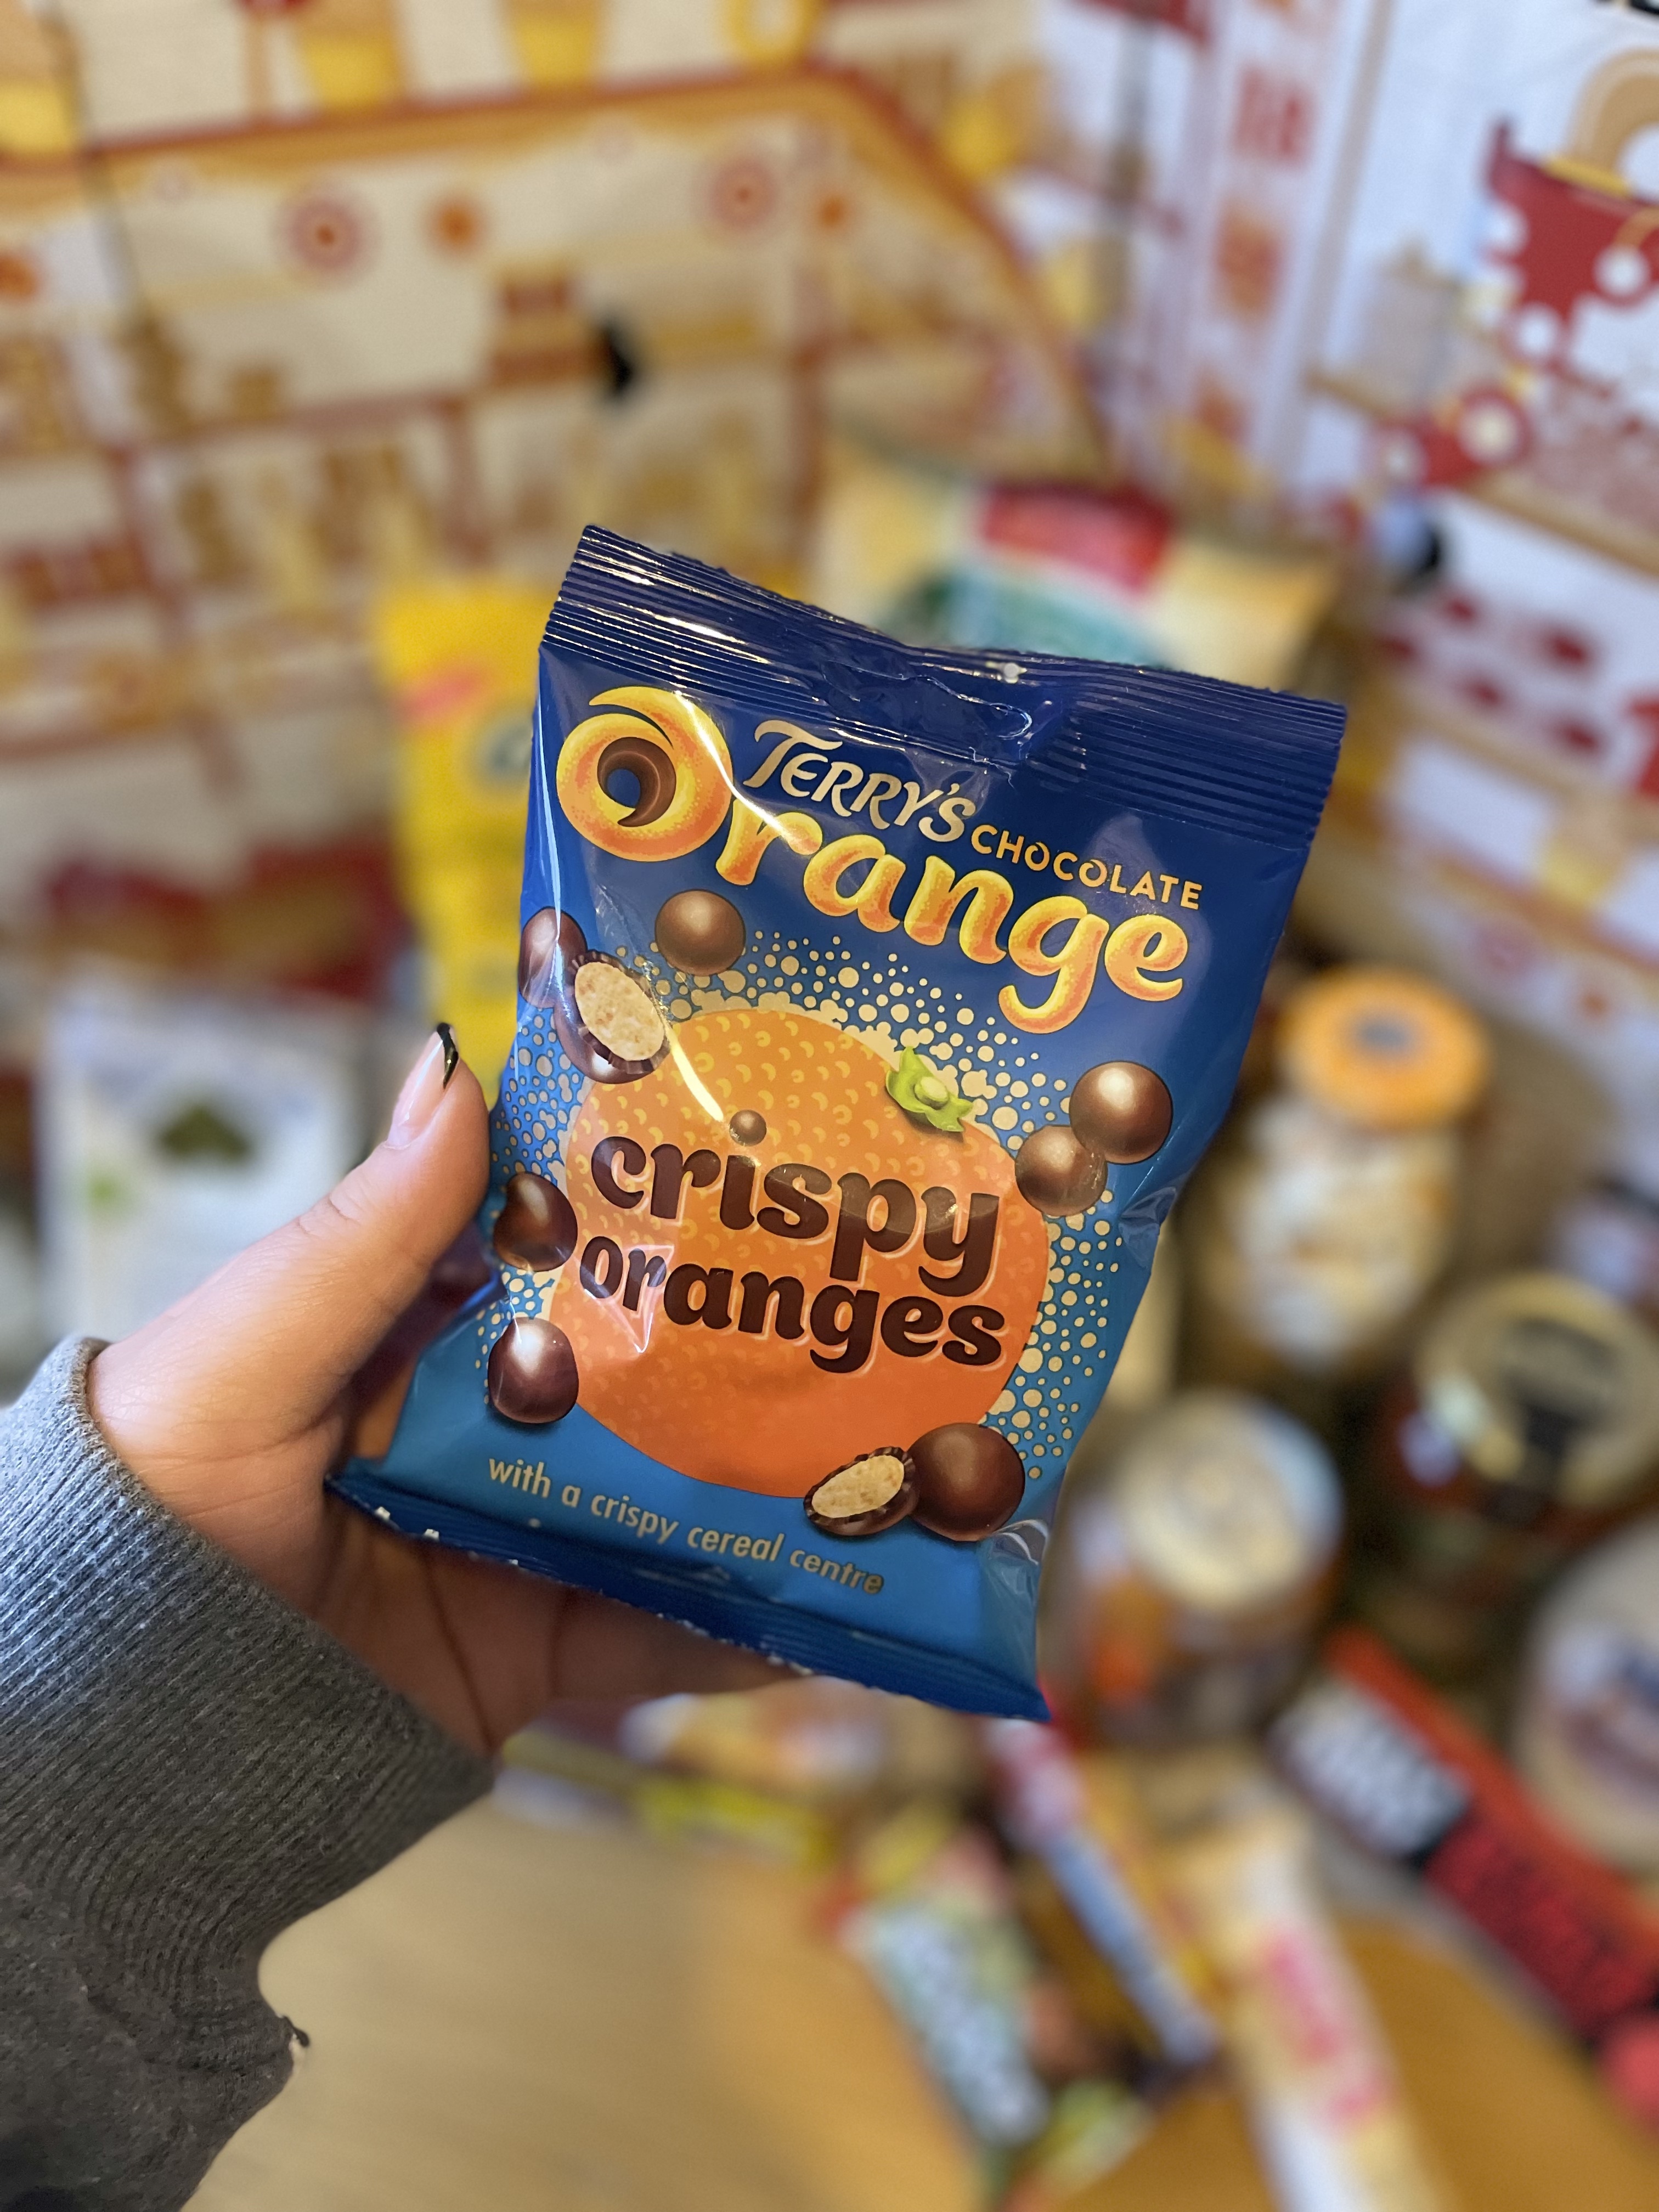 TERRY'S
CHOCOLATE
Orange
crispy
oranges
with a crispy cereal centre